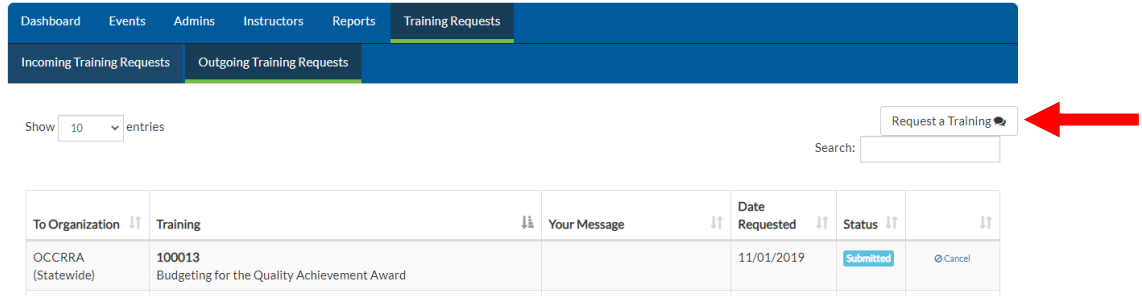 Dashboard Events Admins Instructors Reports Training Requests
Incoming Training Requests Outgoing Training Requests
Request a Training
Show 10 entries
Search:
To Organization Training Your Message Date Requested Status
OCCRRA (Statewide) 100013 11/01/2019 Submitted Cancel
Budgeting for the Quality Achievement Award